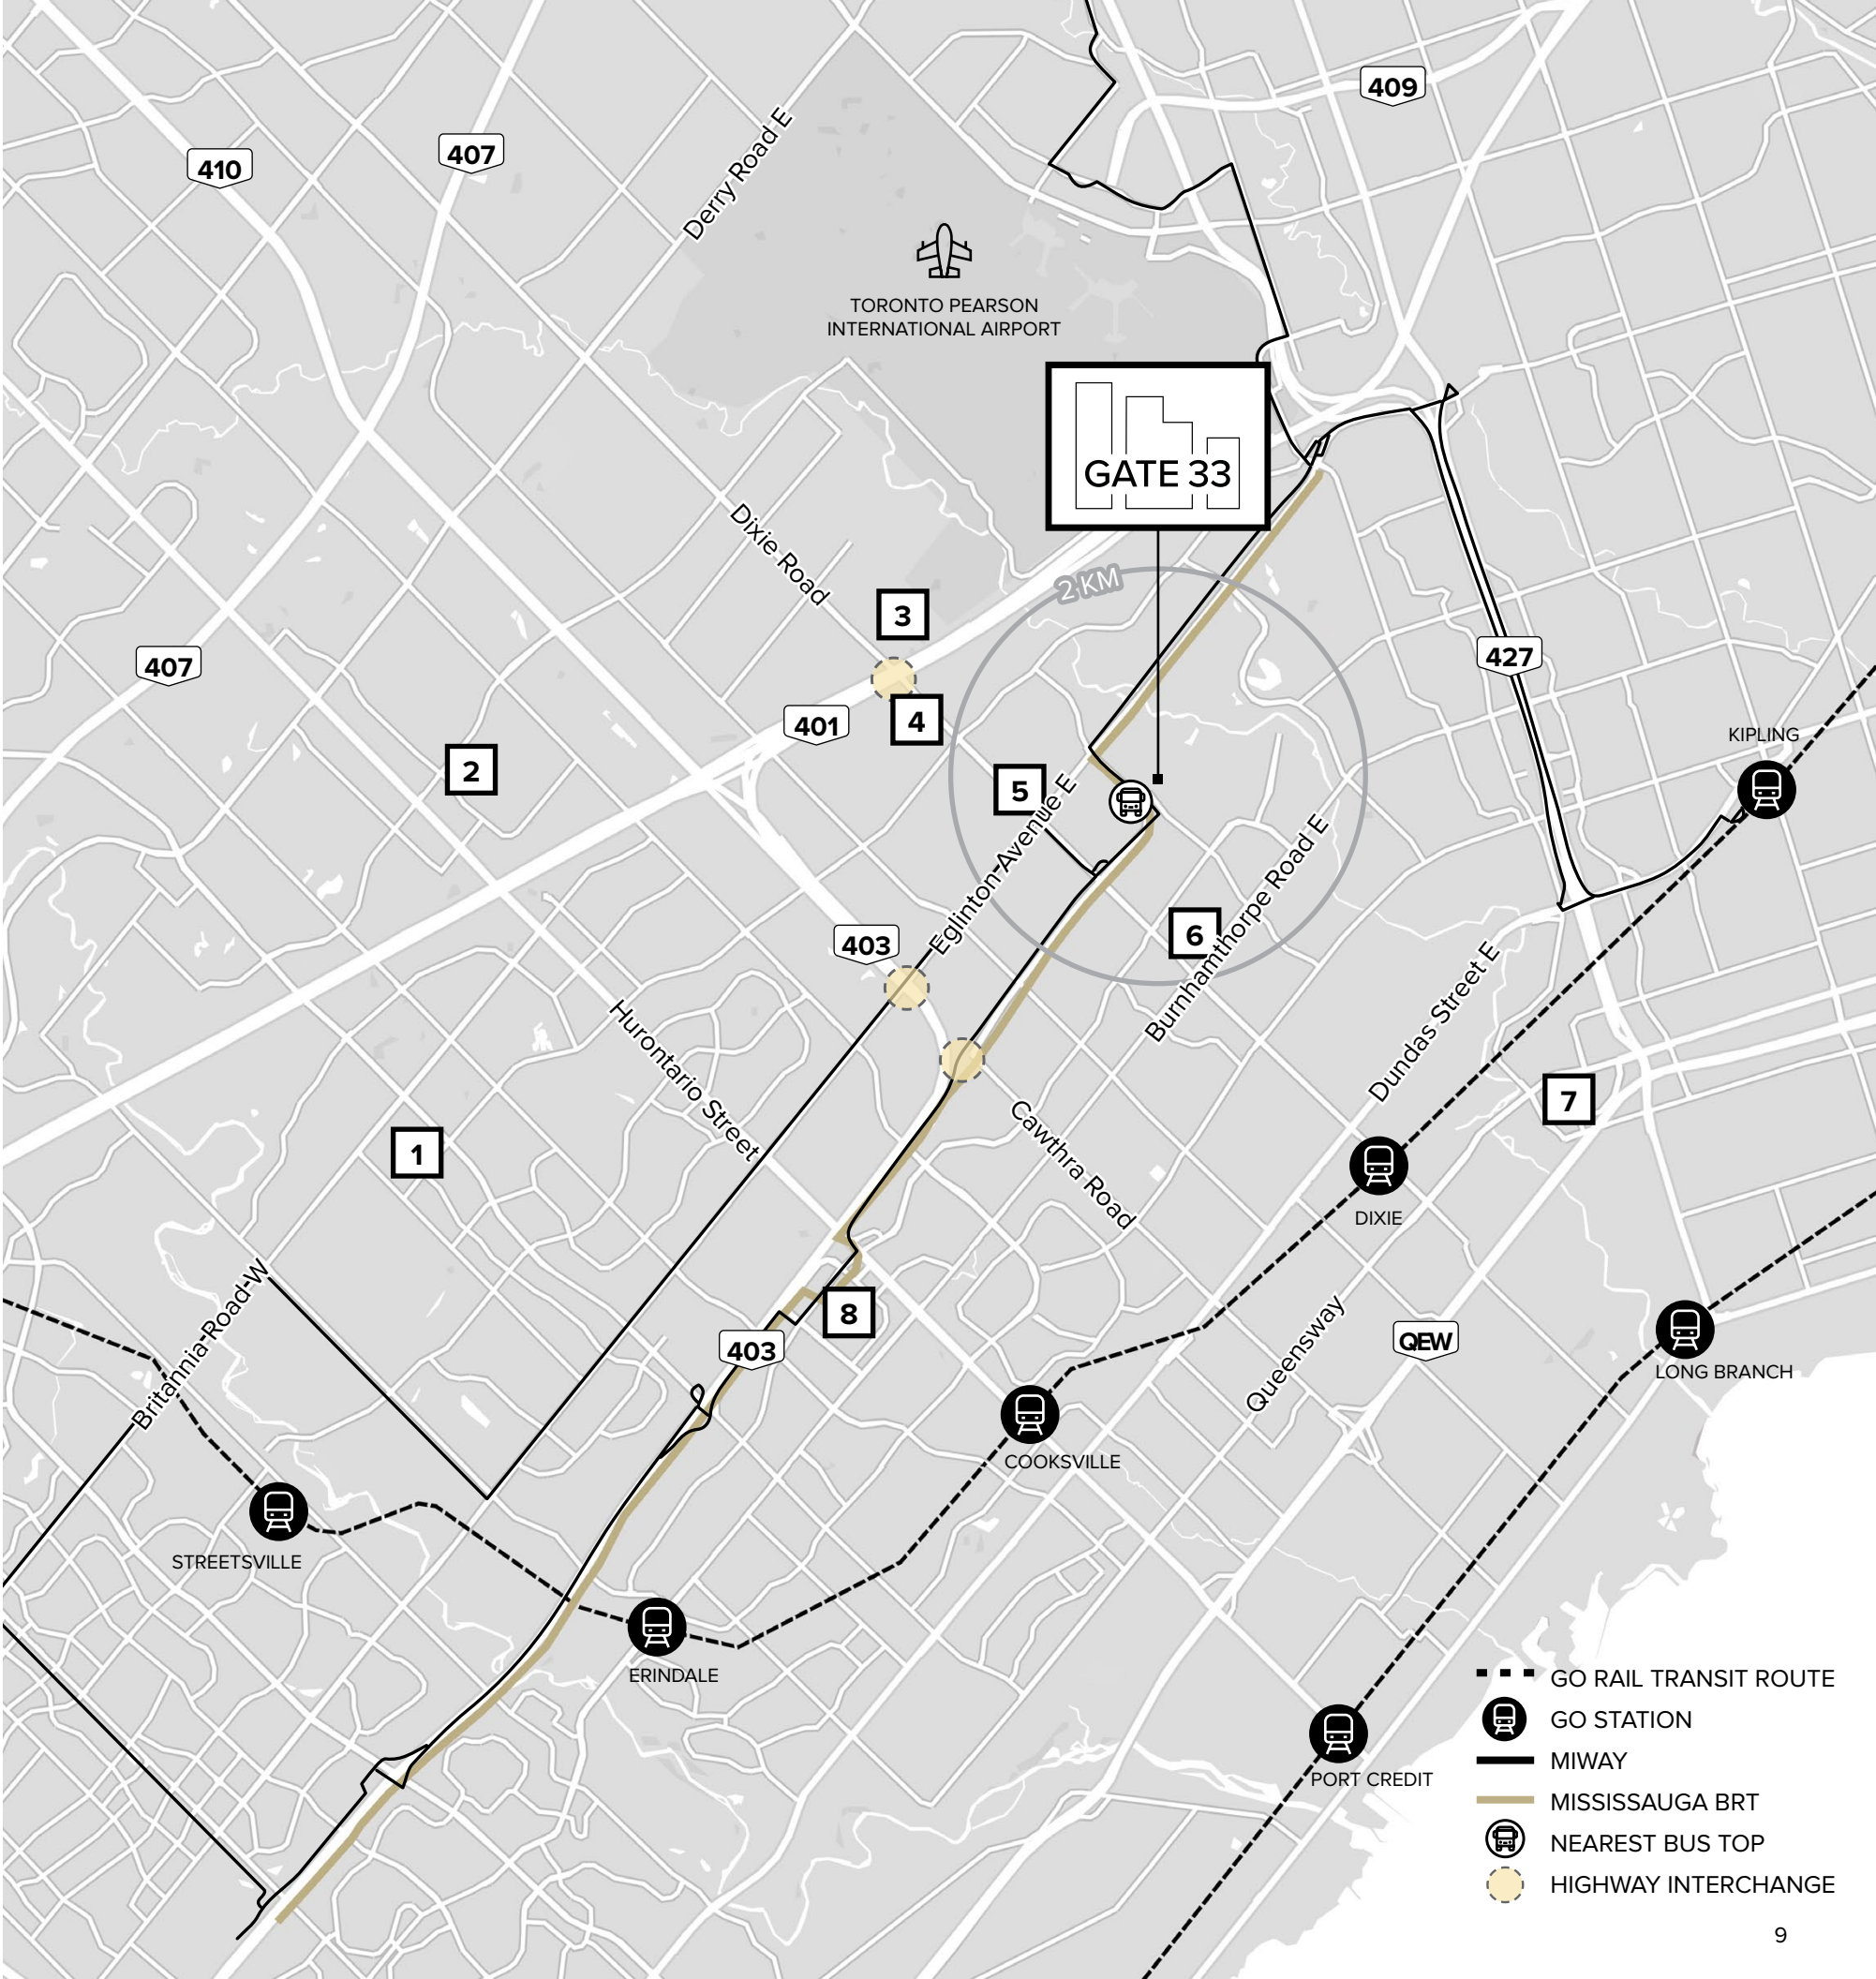 409
407
410
Derry Road E
TORONTO PEARSON
INTERNATIONAL AIRPORT
GATE 33
Dixie Road
2 KM
3
407
427
4
401
KIPLING
2
5
Eglinton Avenue E
Burnhamthorpe Road E
6
403
Dundas Street E
Hurontario Street
7
1
Cawthra Road
DIXIE
Britannia Road W
8
403
Queensway
QEW
LONG BRANCH
COOKSVILLE
STREETSVILLE
ERINDALE
PORT CREDIT
GO RAIL TRANSIT ROUTE
GO STATION
MIWAY
MISSISSAUGA BRT
NEAREST BUS TOP
HIGHWAY INTERCHANGE
9